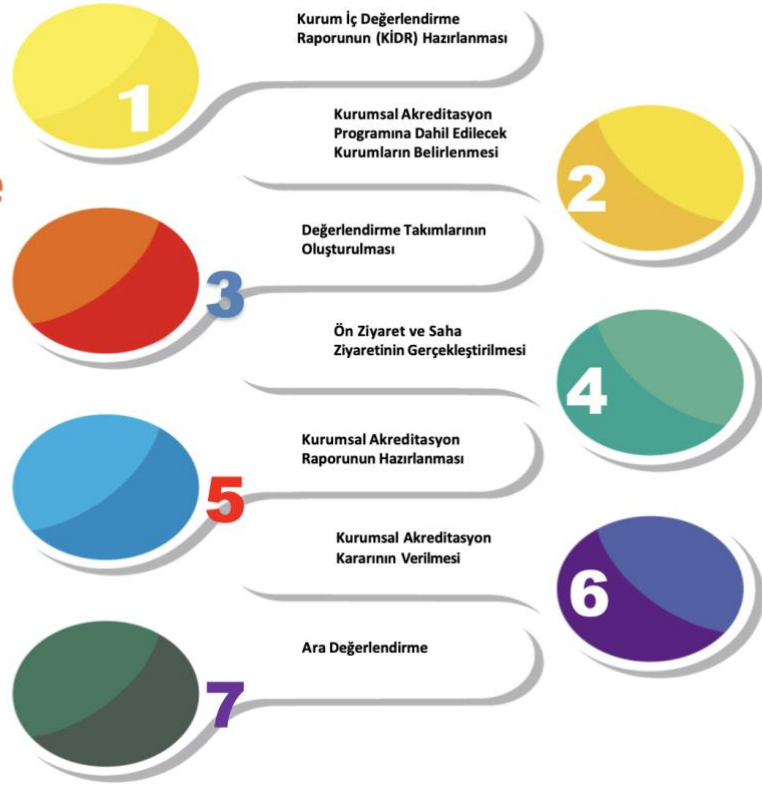 1
Kurum İç Değerlendirme
Raporunun (KİDR) Hazırlanması
2
Kurumsal Akreditasyon
Programına Dahil Edilecek
Kurumların Belirlenmesi
3
Değerlendirme Takımlarının
Oluşturulması
4
Ön Ziyaret ve Saha
Ziyaretinin Gerçekleştirilmesi
5
Kurumsal Akreditasyon
Raporunun Hazırlanması
6
Kurumsal Akreditasyon
Kararının Verilmesi
7
Ara Değerlendirme